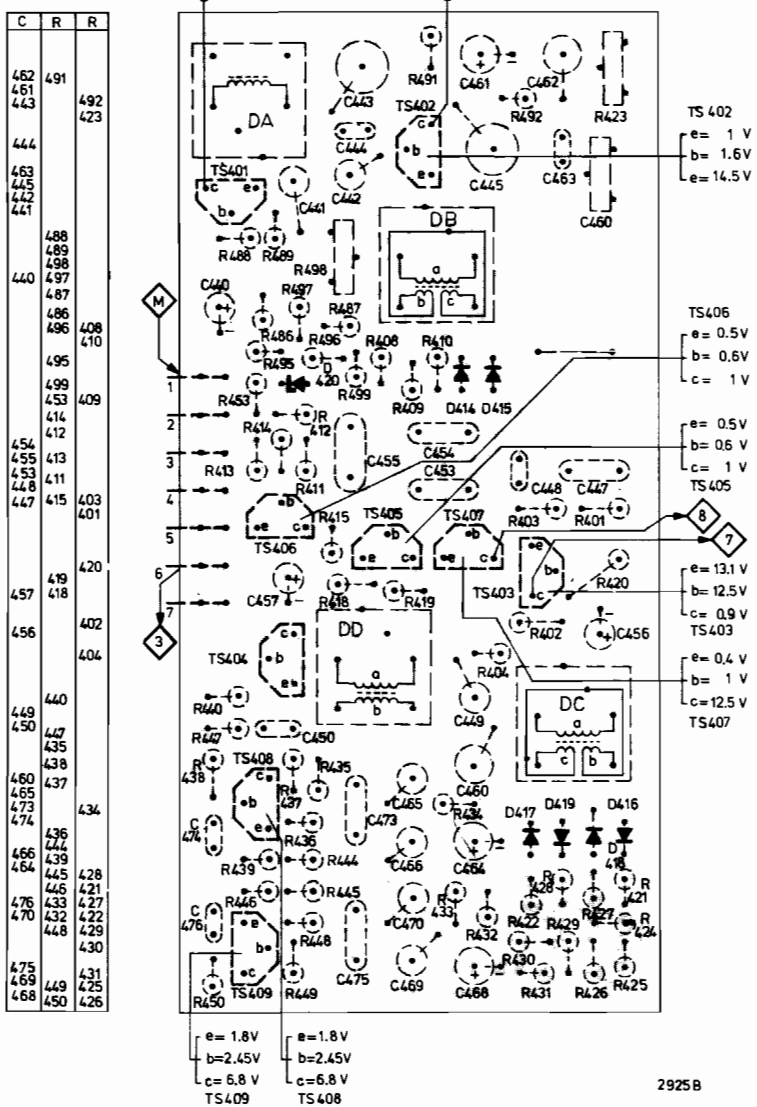 C R R
462 491
461
443 492
423
444
463
445
442
441
488
489
498
440 497
487
486
496 408
410
495
499
453 409
414
412
454
455 413
453
448 411
447 415 403
401
420
419
457 418
402
456
404
440
449
450 447
435
438
460 437
465
473 434
474
436
444
466 439
464 445 428
446 421
476 433 427
470 432 422
448 429
430
475 431
469 449 425
468 450 426
DA
C443
R491
C461
C462
R492
R423
TS402
c
b
e
C444
C442
C445
C463
C460
TS 402
e= 1 V
b= 1.6V
e=14.5V
TS401
c e
b
C441
R488
R489
R498
DB
a
b c
C440
R497
R487
R486
R496
R408
R410
R495
D
420
R499
R409
D414
D415
M
TS406
e= 0.5V
b= 0.6V
c= 1V
1
R453
2
R414
R
412
3
R413
R411
C455
C454
C453
e= 0.5V
b= 0.6 V
c= 1 V
TS405
C448
C447
4
b
e c
R415
TS405
b
e c
TS407
b
e c
R403
R401
8
7
5
TS406
e
b
c
TS403
R420
e= 13.1 V
b= 12.5V
c= 0.9 V
TS403
6
7
3
C457
R418
R419
R402
C456
TS404
c
b
e
DD
a
b
R404
e= 0.4 V
b= 1 V
c=12.5 V
TS407
R440
C449
DC
a
c b
R447
C450
R
438
TS408
c
b
e
R
437
R435
C465
C460
R436
C473
R434
D417
D419
D416
C
474
R439
R444
C466
C464
D
418
R446
R445
R
433
R
428
R
421
C
476
e
b
c
R448
C470
R432
R422
R429
R427
R
424
R450
TS409
R449
C475
C469
C468
R430
R431
R426
R425
e= 1.8V
b=2.45V
c= 6.8 V
TS409
e= 1.8V
b=2.45V
c=6.8 V
TS408
2925B